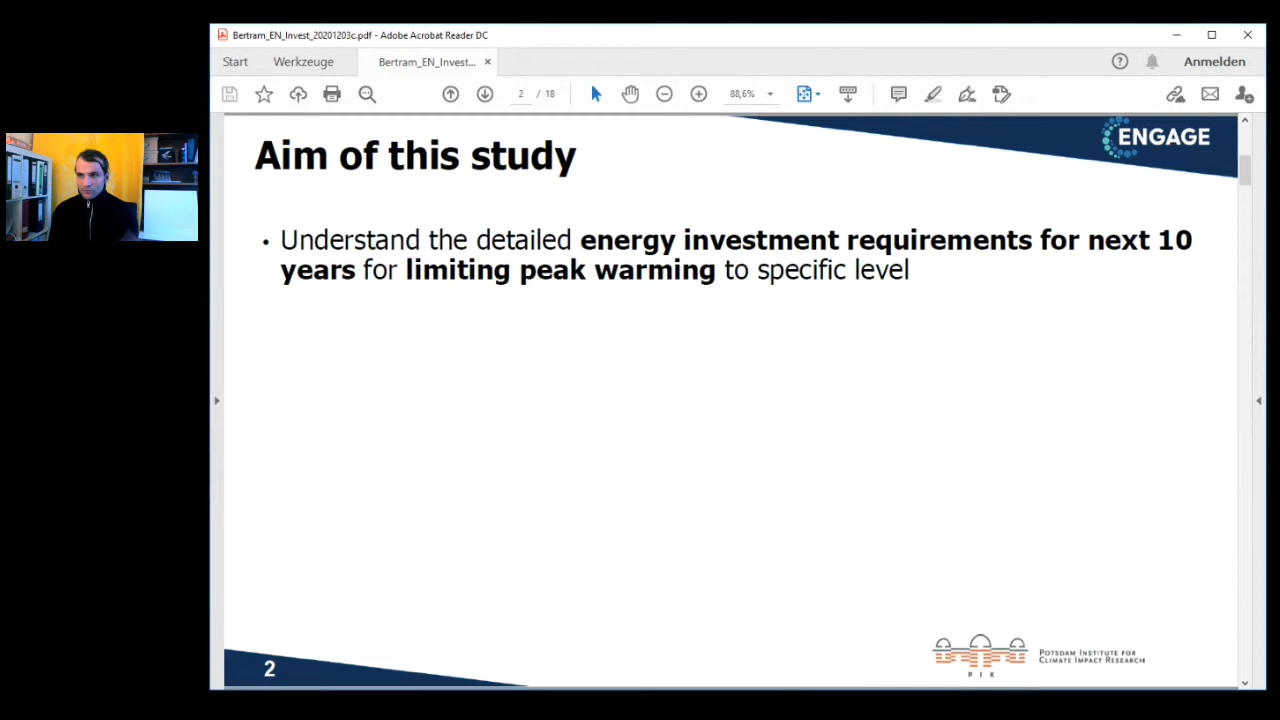 Bertram_EN_Invest_20201203c.pdf - Adobe Acrobat Reader DC
Start Werkzeuge Bertram_EN_Invest... ×
Anmelden
2 / 18 88,6%
ENGAGE
Aim of this study
• Understand the detailed energy investment requirements for next 10
years for limiting peak warming to specific level
2
POTSDAM INSTITUTE FOR
CLIMATE IMPACT RESEARCH
PIK